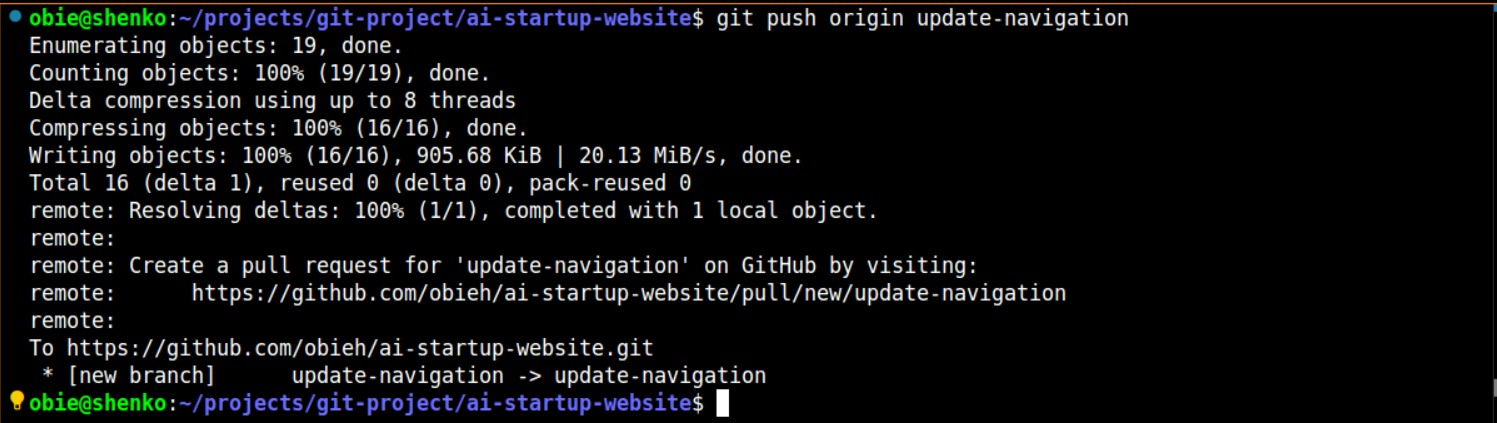 obie@shenko:~/projects/git-project/ai-startup-website$ git push origin update-navigation
Enumerating objects: 19, done.
Counting objects: 100% (19/19), done.
Delta compression using up to 8 threads
Compressing objects: 100% (16/16), done.
Writing objects: 100% (16/16), 905.68 KiB | 20.13 MiB/s, done.
Total 16 (delta 1), reused 0 (delta 0), pack-reused 0
remote: Resolving deltas: 100% (1/1), completed with 1 local object.
remote:
remote: Create a pull request for 'update-navigation' on GitHub by visiting:
remote:      https://github.com/obieh/ai-startup-website/pull/new/update-navigation
remote:
To https://github.com/obieh/ai-startup-website.git
 * [new branch]      update-navigation -> update-navigation
obie@shenko:~/projects/git-project/ai-startup-website$